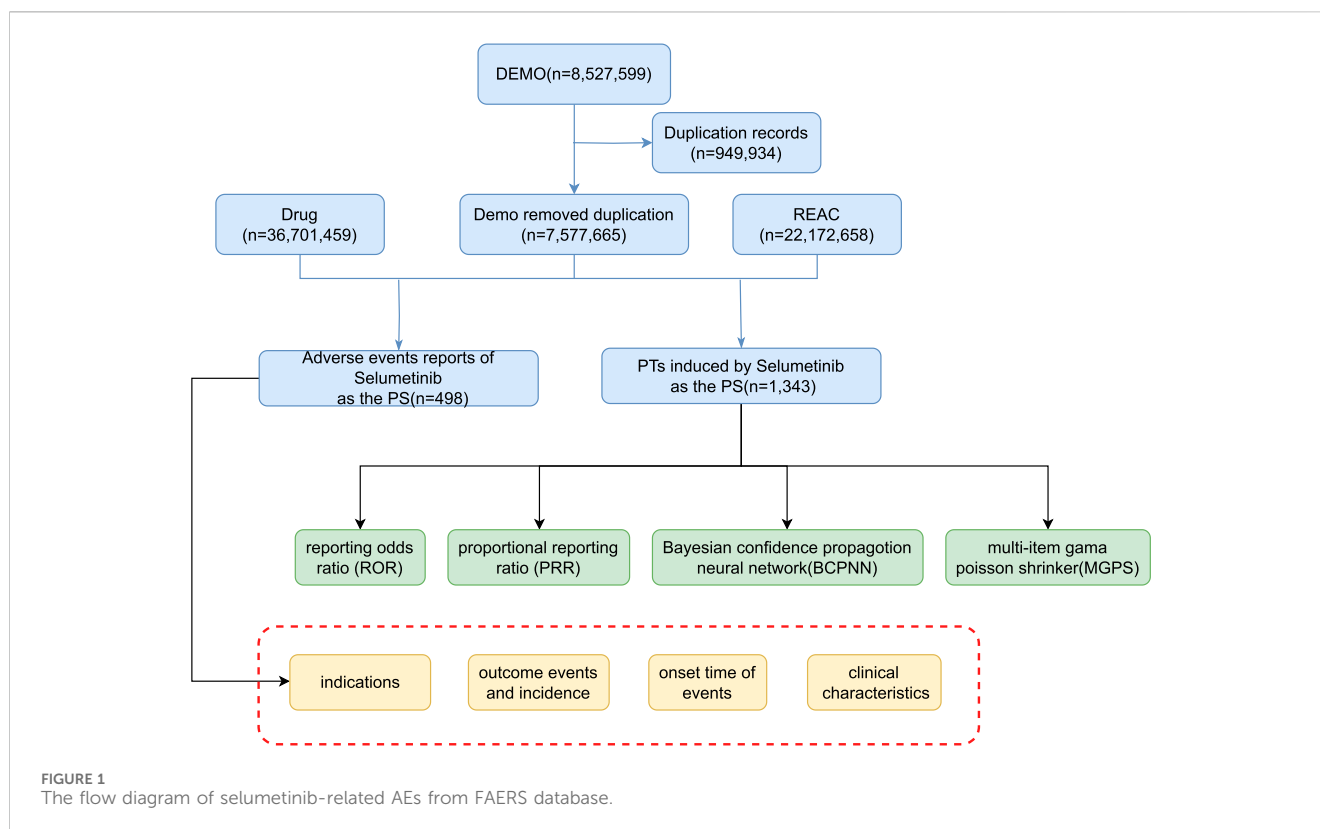 DEMO(n=8,527,599)
Duplication records
(n=949,934)
Drug
(n=36,701,459)
Demo removed duplication
(n=7,577,665)
REAC
(n=22,172,658)
Adverse events reports of
Selumetinib
as the PS(n=498)
PTs induced by Selumetinib
as the PS(n=1,343)
reporting odds
ratio (ROR)
proportional reporting
ratio (PRR)
Bayesian confidence propagotion
neural network(BCPNN)
multi-item gama
poisson shrinker(MGPS)
indications
outcome events
and incidence
onset time of
events
clinical
characteristics
FIGURE 1
The flow diagram of selumetinib-related AEs from FAERS database.